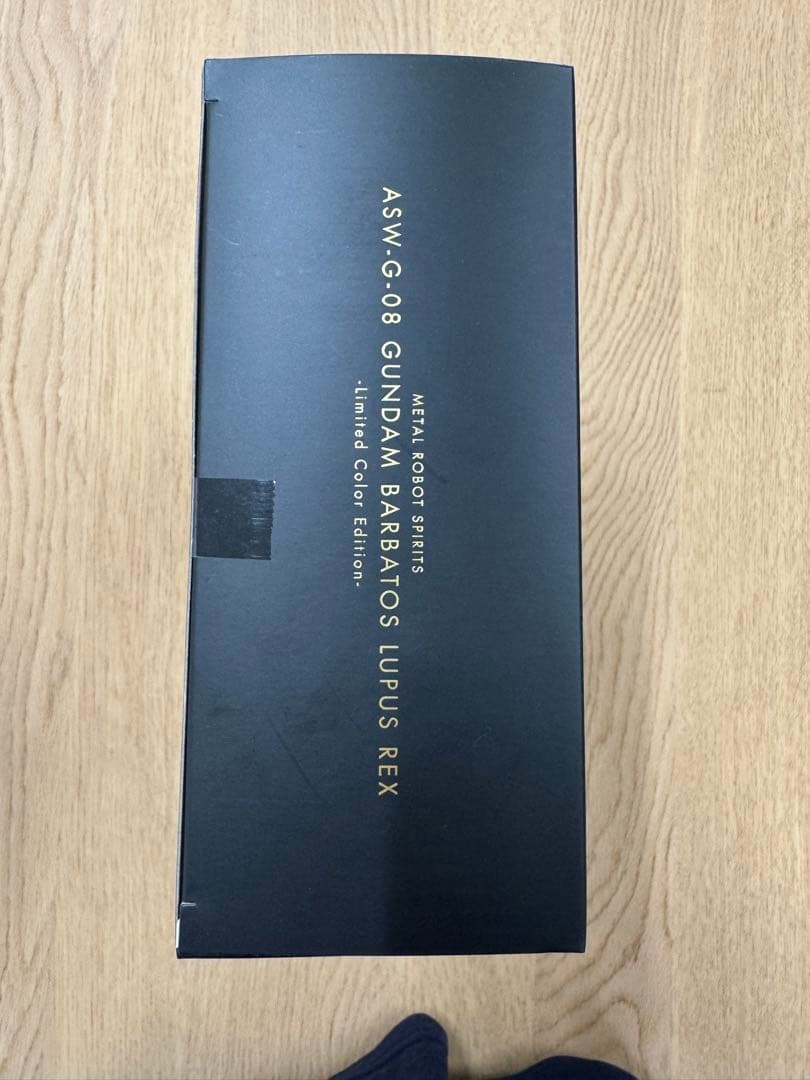 METAL ROBOT SPIRITS
ASW-G-08 GUNDAM BARBATOS LUPUS REX
-Limited Color Edition-